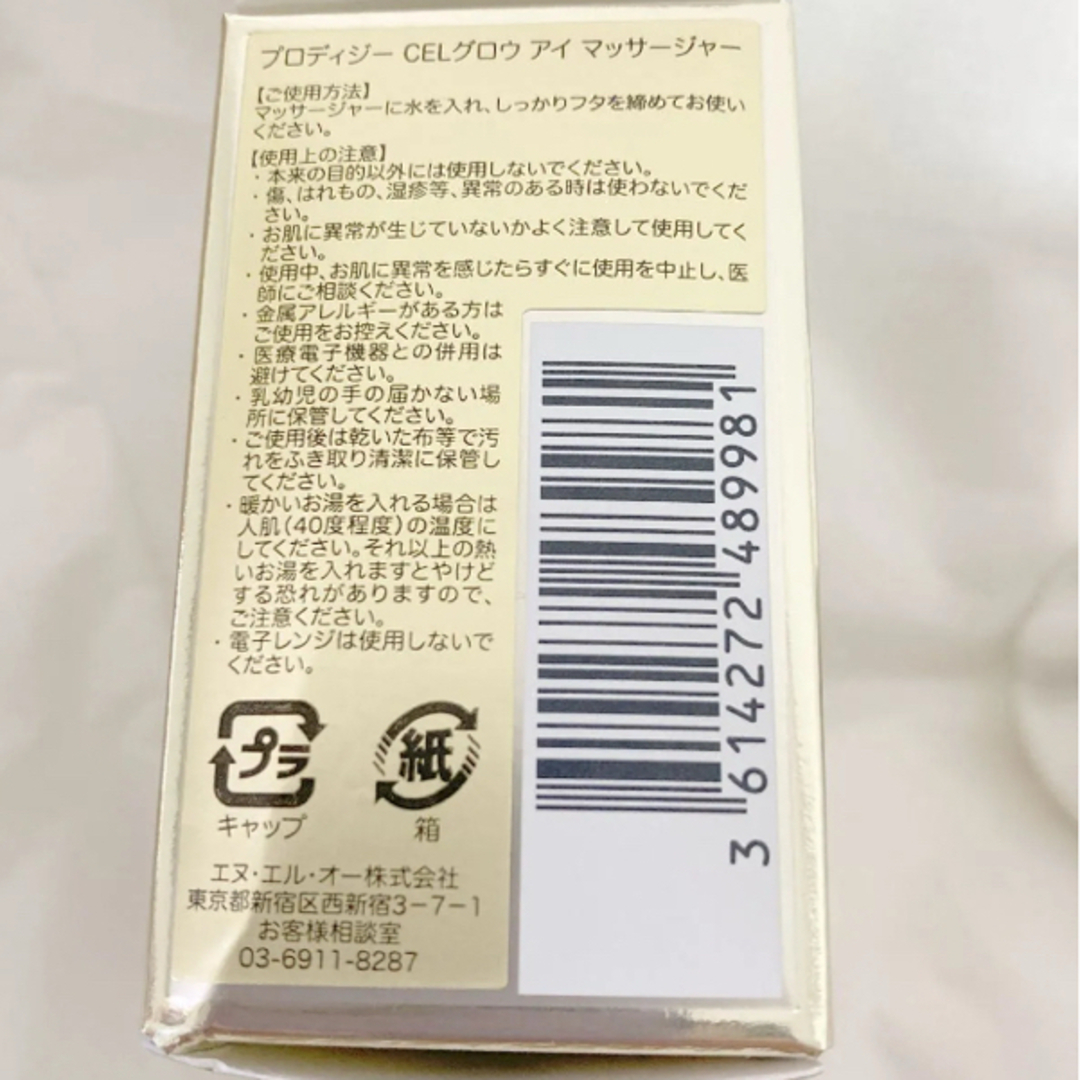 プロディジー CELグロウ アイ マッサージャー
【ご使用方法】
マッサージャーに水を入れ、しっかりフタを締めてお使い
ください。
【使用上の注意】
・本来の目的以外には使用しないでください。
・傷、はれもの、湿疹等、異常のある時は使わないでくだ
さい。
・お肌に異常が生じていないかよく注意して使用してく
ださい。
・使用中、お肌に異常を感じたらすぐに使用を中止し、医
師にご相談ください。
・金属アレルギーがある方は
ご使用をお控えください。
・医療電子機器との併用は
避けてください。
・乳幼児の手の届かない場
所に保管してください。
・ご使用後は乾いた布等で汚
れをふき取り清潔に保管し
てください。
・暖かいお湯を入れる場合は
人肌(40度程度)の温度に
してください。それ以上の熱
いお湯を入れますとやけど
する恐れがありますので、
ご注意ください。
・電子レンジは使用しないで
ください。
プラ
キャップ
紙
箱
エヌ・エル・オー株式会社
東京都新宿区西新宿3-7-1
お客様相談室
03-6911-8287
3 614272 489981